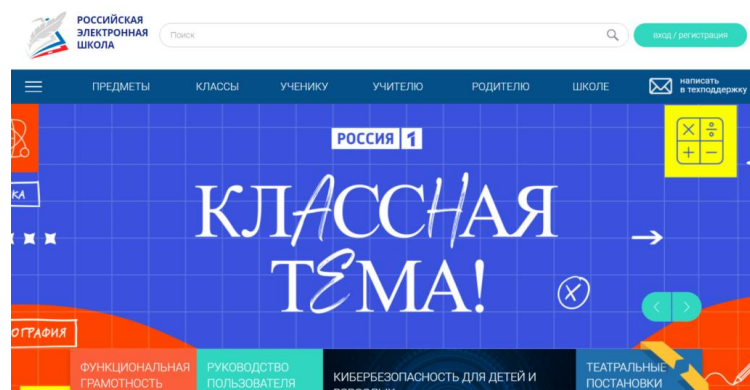 РОССИЙСКАЯ
ЭЛЕКТРОННАЯ
ШКОЛА
Поиск
вход / регистрация
ПРЕДМЕТЫ КЛАССЫ УЧЕНИКУ УЧИТЕЛЮ РОДИТЕЛЮ ШКОЛЕ
написать
в техподдержку
РОССИЯ 1
КЛАССНАЯ
ТЕМА!
ФУНКЦИОНАЛЬНАЯ
ГРАМОТНОСТЬ
РУКОВОДСТВО
ПОЛЬЗОВАТЕЛЯ
КИБЕРБЕЗОПАСНОСТЬ ДЛЯ ДЕТЕЙ И
ТЕАТРАЛЬНЫЕ
ПОСТАНОВКИ